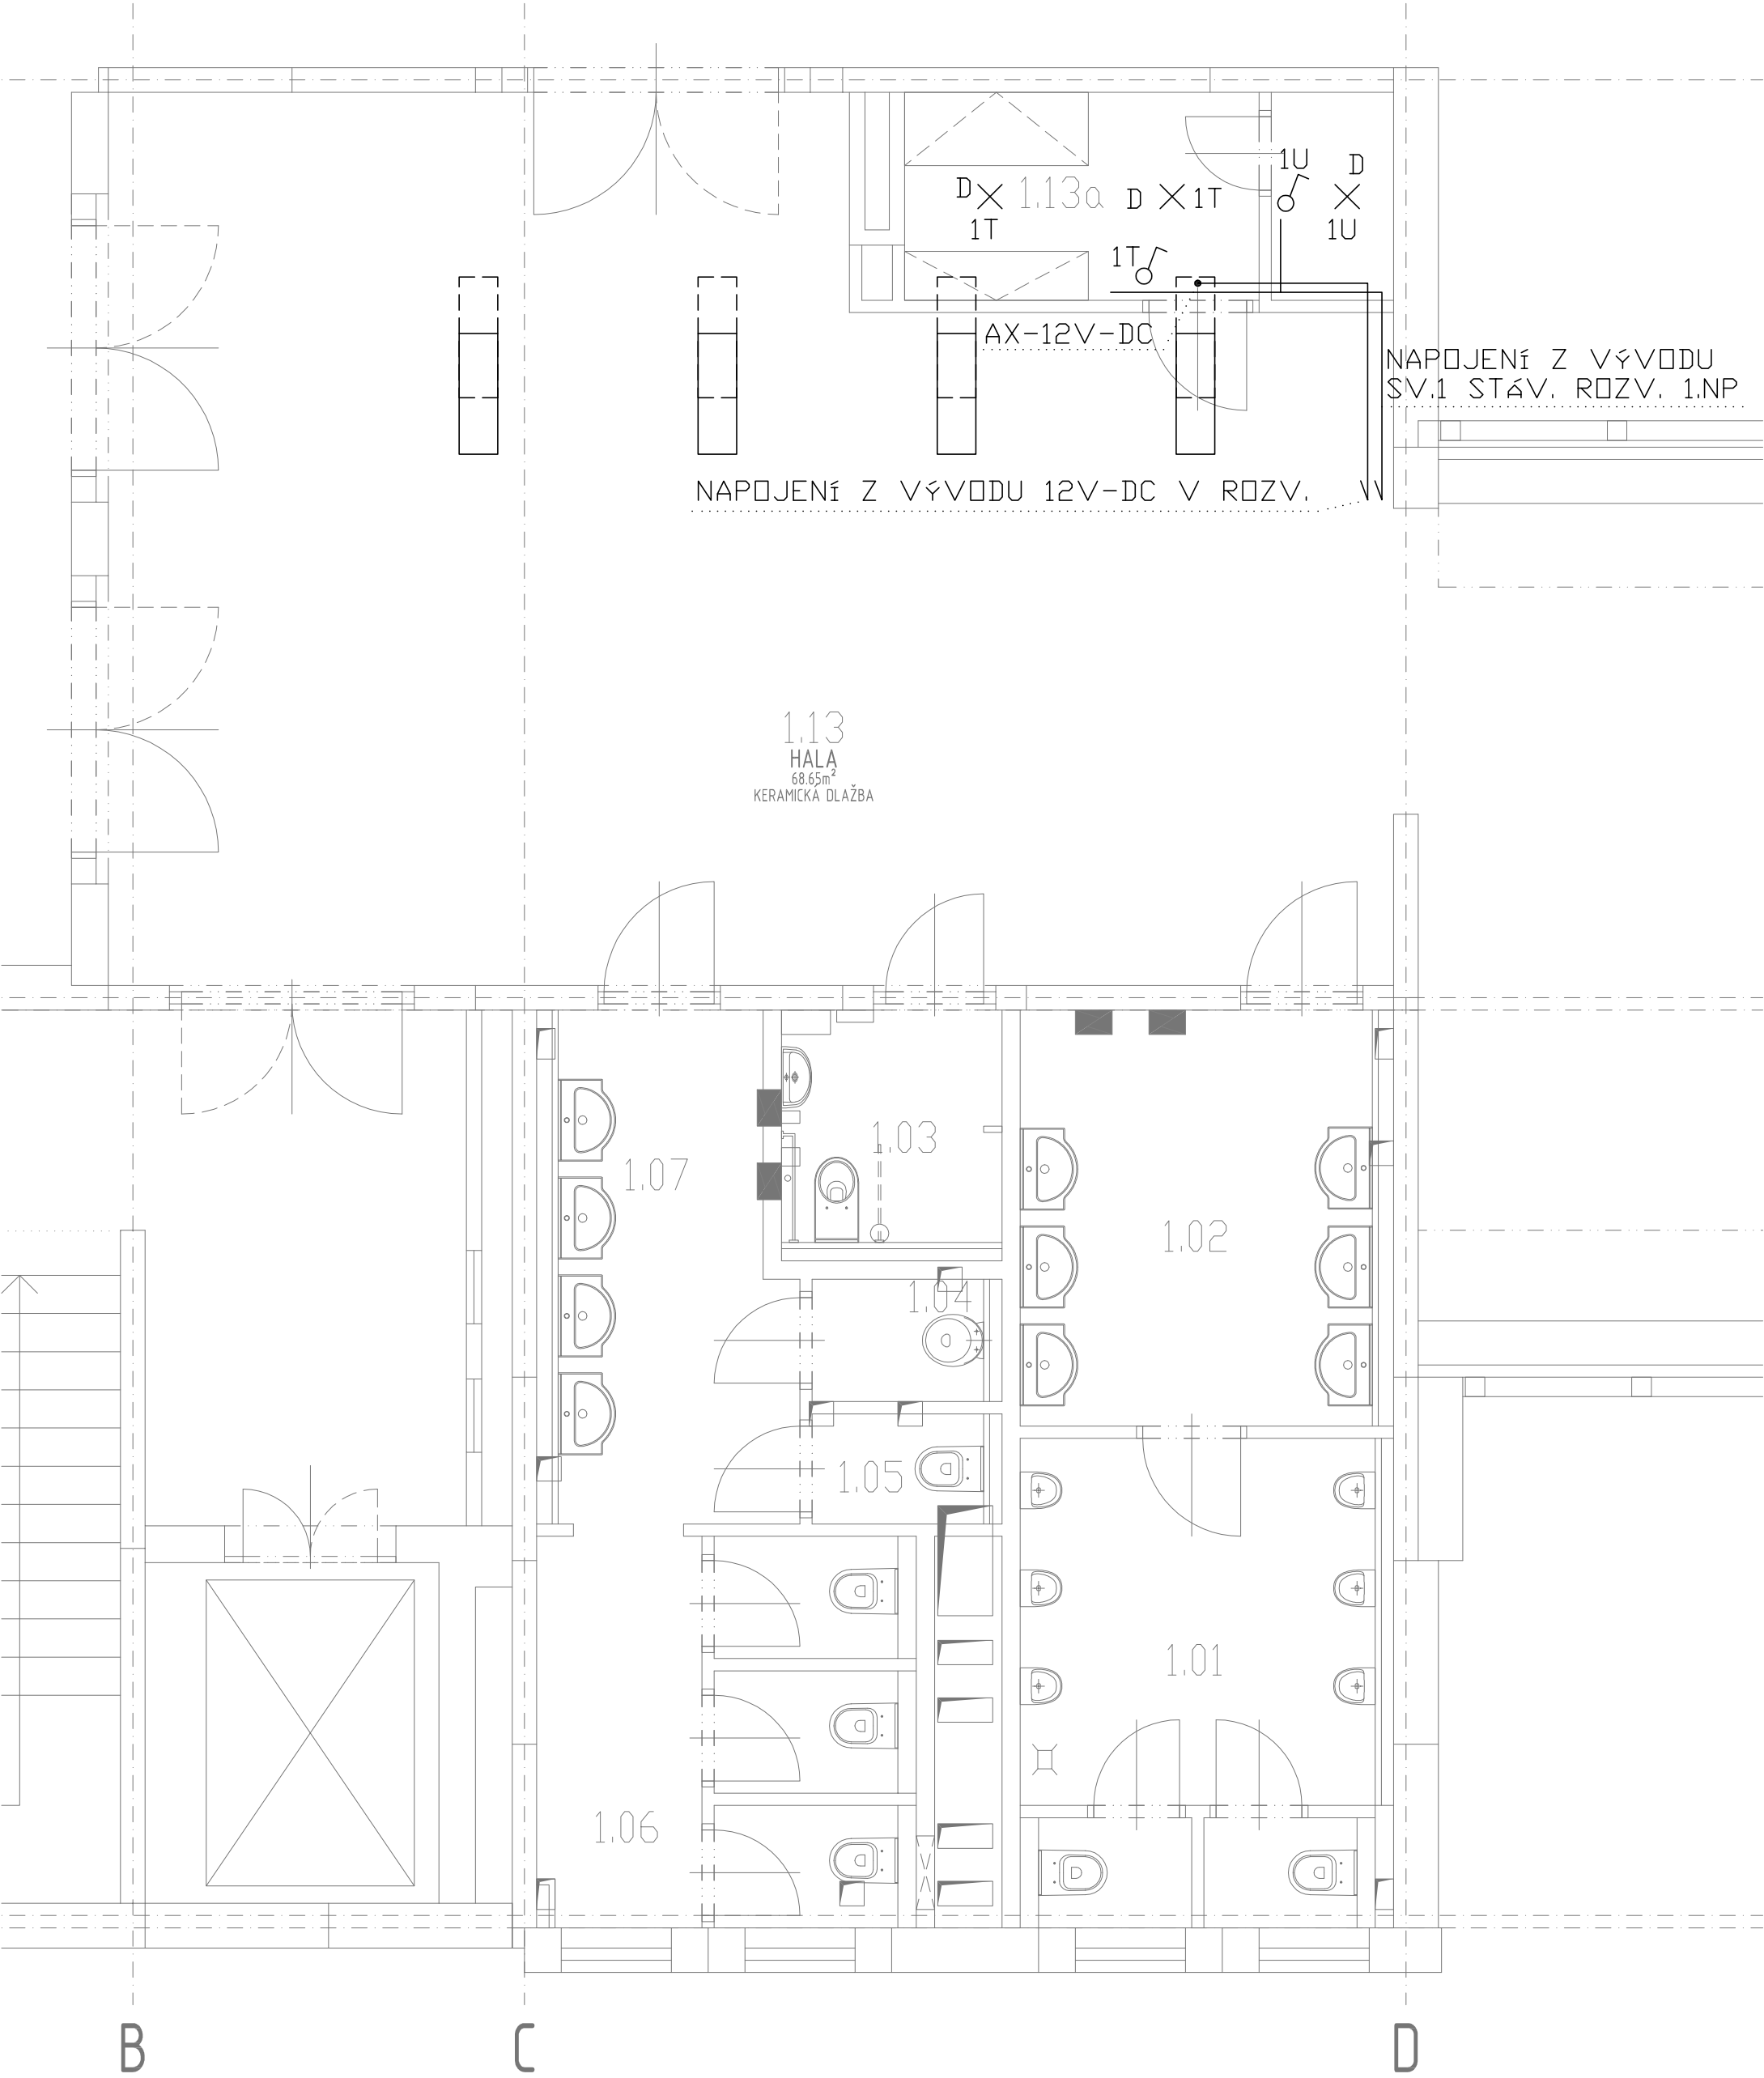 1U
D
D
1.13a
D
1T
1T
1U
1T
AX-12V-DC
NAPOJENÍ Z VÝVODU
SV.1 STÁV. ROZV. 1.NP
NAPOJENÍ Z VÝVODU 12V-DC V ROZV.
1.13
HALA
68.65m²
KERAMICKÁ DLAŽBA
1.03
1.07
1.02
1.04
1.05
1.01
1.06
B
C
D